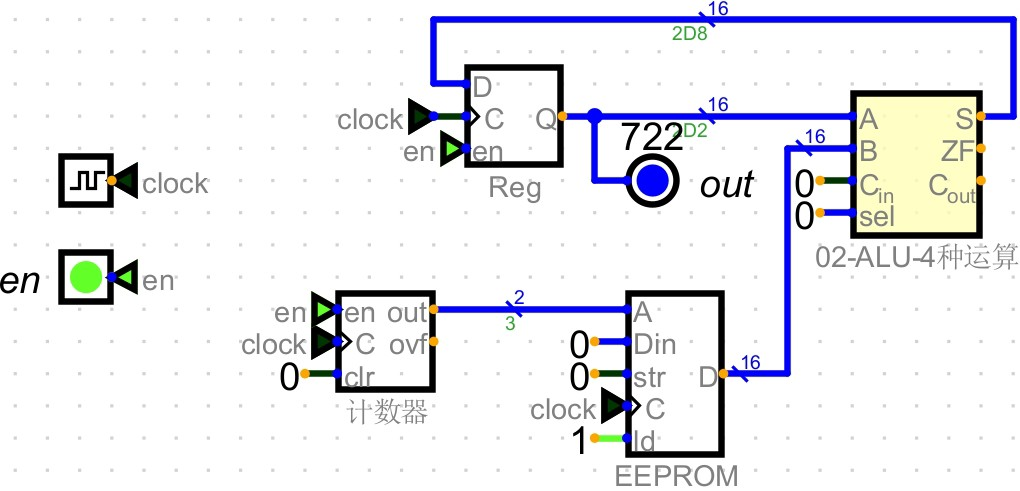 16
2D8
D
clock C Q
en en
Reg
16
2D2
722
out
16
A S
B ZF
0 Cin Cout
0 sel
02-ALU-4种运算
clock
en en
en en out
clock C ovf
0 clr
计数器
2
3
A
0 Din
0 str D
clock C
1 ld
EEPROM
16